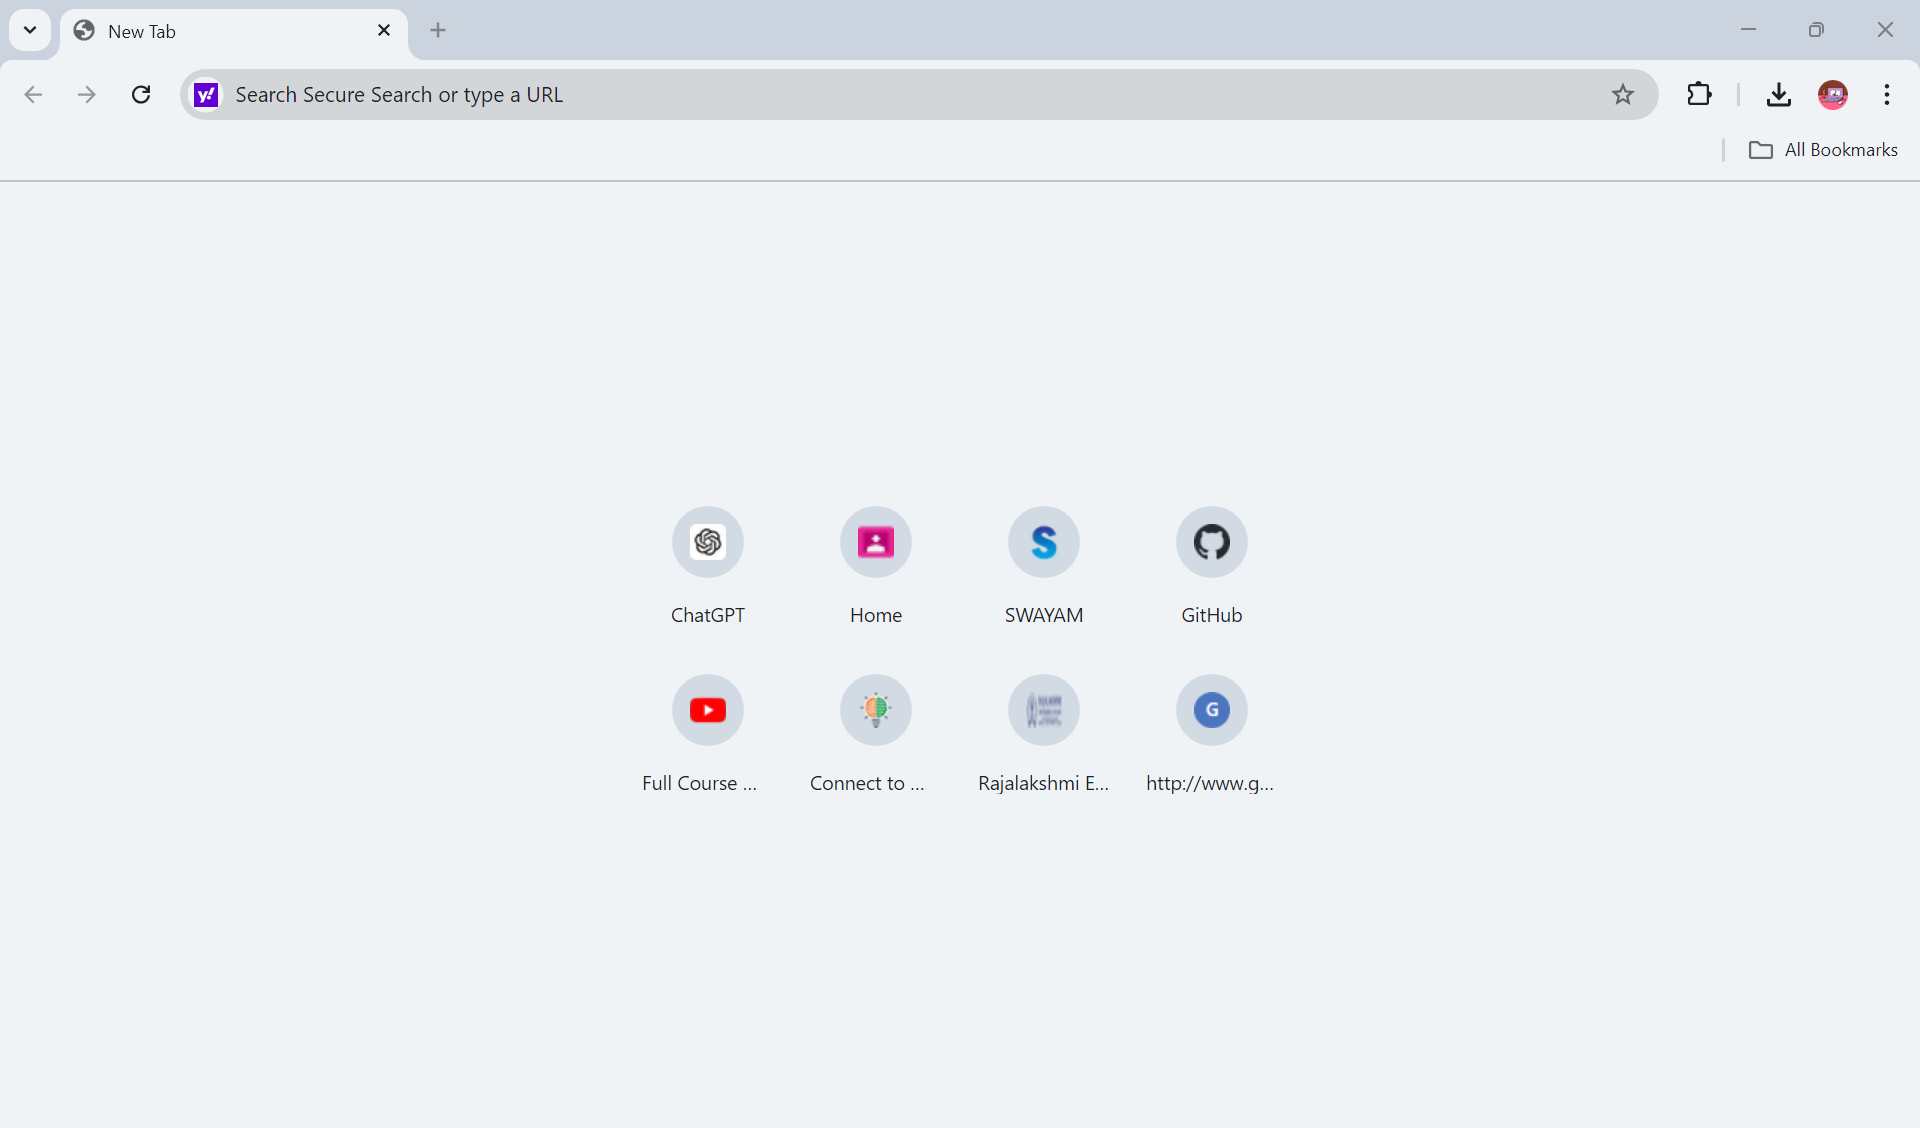 New Tab
Search Secure Search or type a URL
All Bookmarks
ChatGPT
Home
SWAYAM
GitHub
Full Course ...
Connect to ...
Rajalakshmi E...
G
http://www.g...